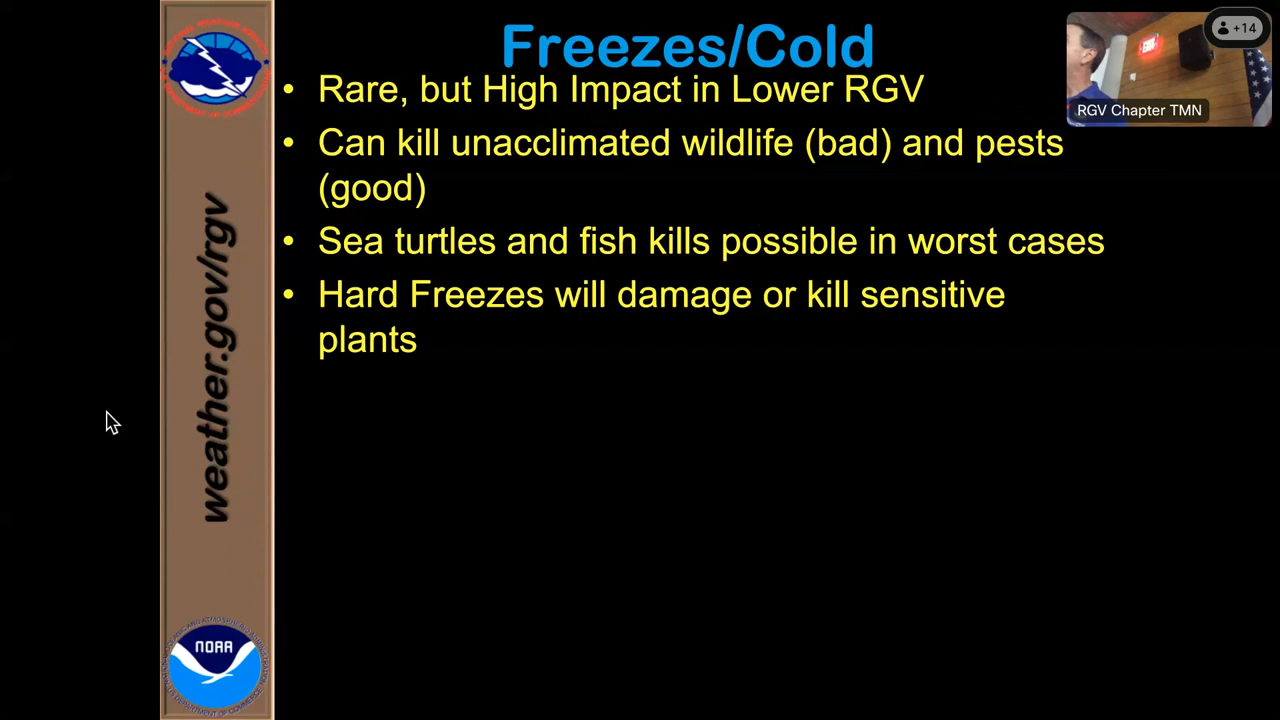 Freezes/Cold
• Rare, but High Impact in Lower RGV
• Can kill unacclimated wildlife (bad) and pests
(good)
• Sea turtles and fish kills possible in worst cases
• Hard Freezes will damage or kill sensitive
plants
weather.gov/rgv
NOAA
+14
EXIT
RGV Chapter TMN